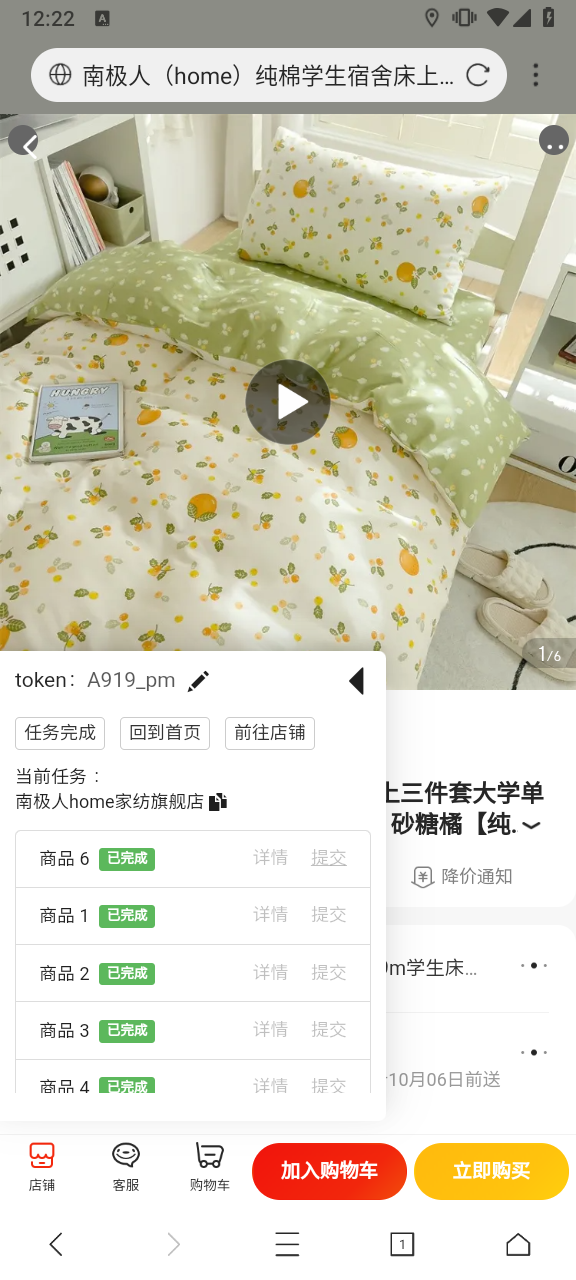 12:22
A
南极人（home）纯棉学生宿舍床上...
HUNGRY
1/6
token： A919_pm
任务完成 回到首页 前往店铺
当前任务 ：
南极人home家纺旗舰店
上三件套大学单
砂糖橘【纯.
降价通知
商品 6 已完成 详情 提交
商品 1 已完成 详情 提交
商品 2 已完成 详情 提交
9m学生床...
商品 3 已完成 详情 提交
商品 4 已完成 详情 提交
10月06日前送
店铺 客服 购物车 加入购物车 立即购买
1